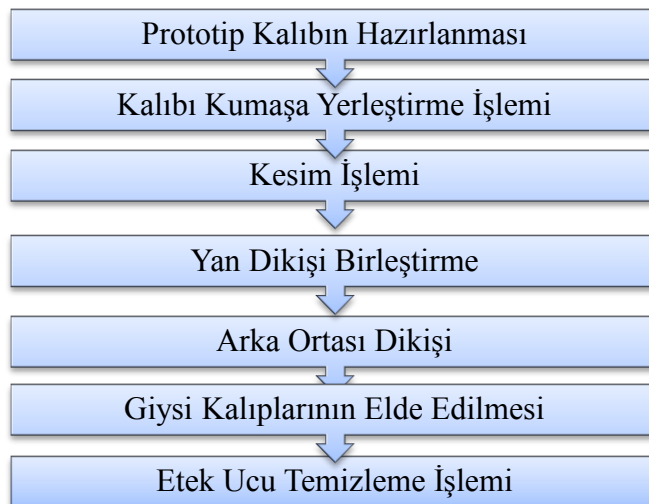 Prototip Kalıbın Hazırlanması
Kalıbı Kumaşa Yerleştirme İşlemi
Kesim İşlemi
Yan Dikişi Birleştirme
Arka Ortası Dikişi
Giysi Kalıplarının Elde Edilmesi
Etek Ucu Temizleme İşlemi